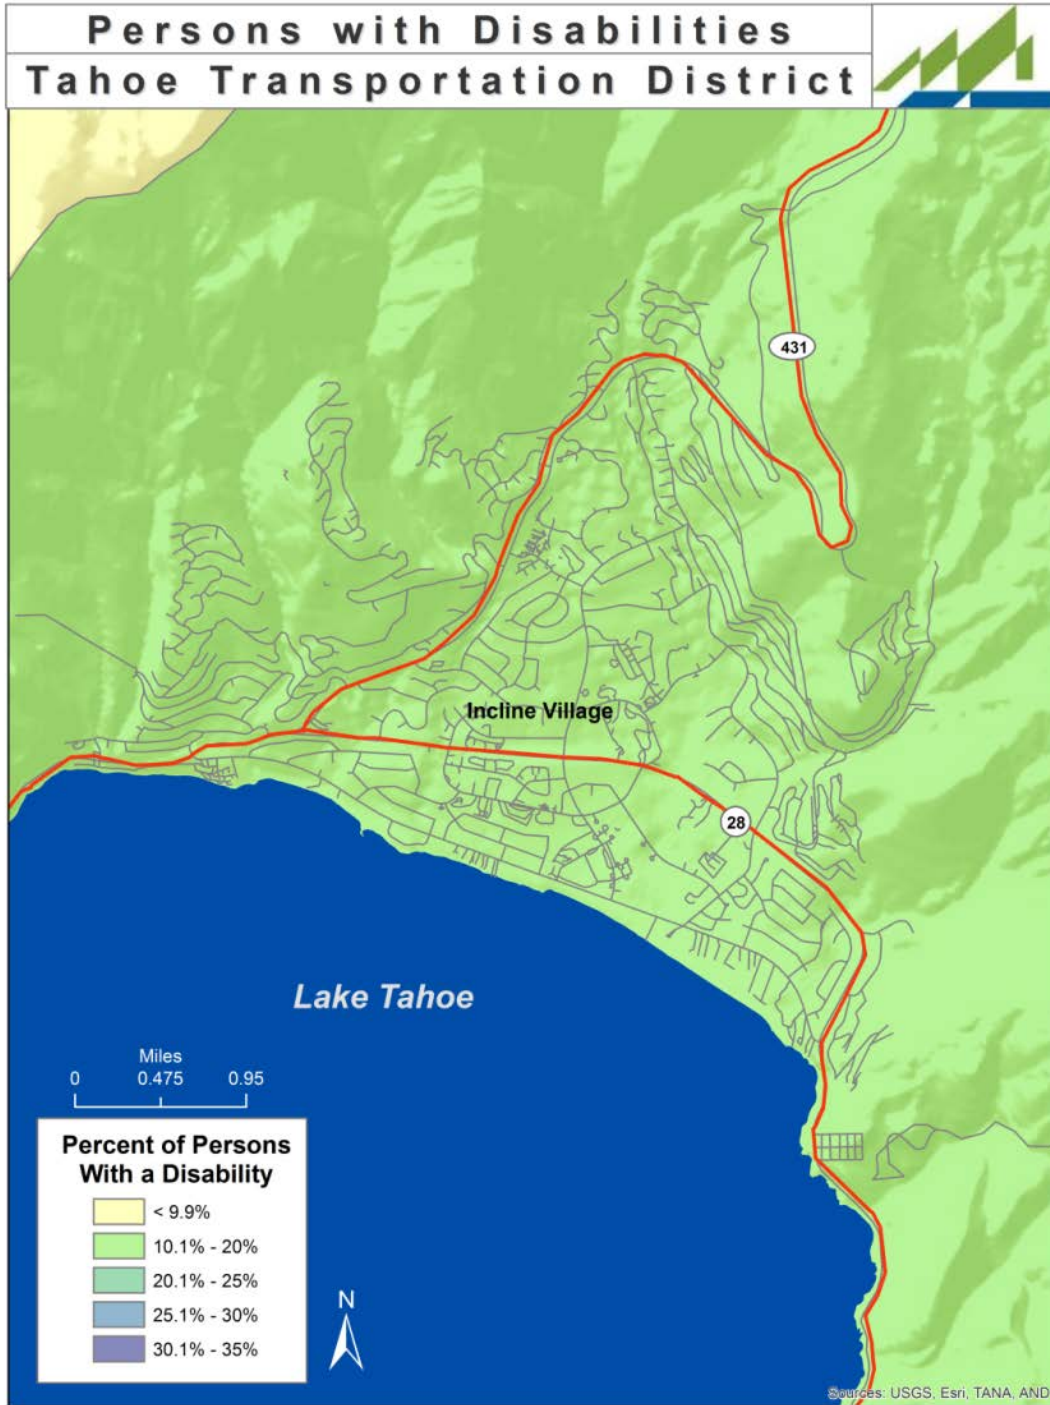 Persons with Disabilities
Tahoe Transportation District
431
Incline Village
28
Lake Tahoe
Miles
0 0.475 0.95
Percent of Persons
With a Disability
< 9.9%
10.1% - 20%
20.1% - 25%
25.1% - 30%
30.1% - 35%
N
Sources: USGS, Esri, TANA, AND